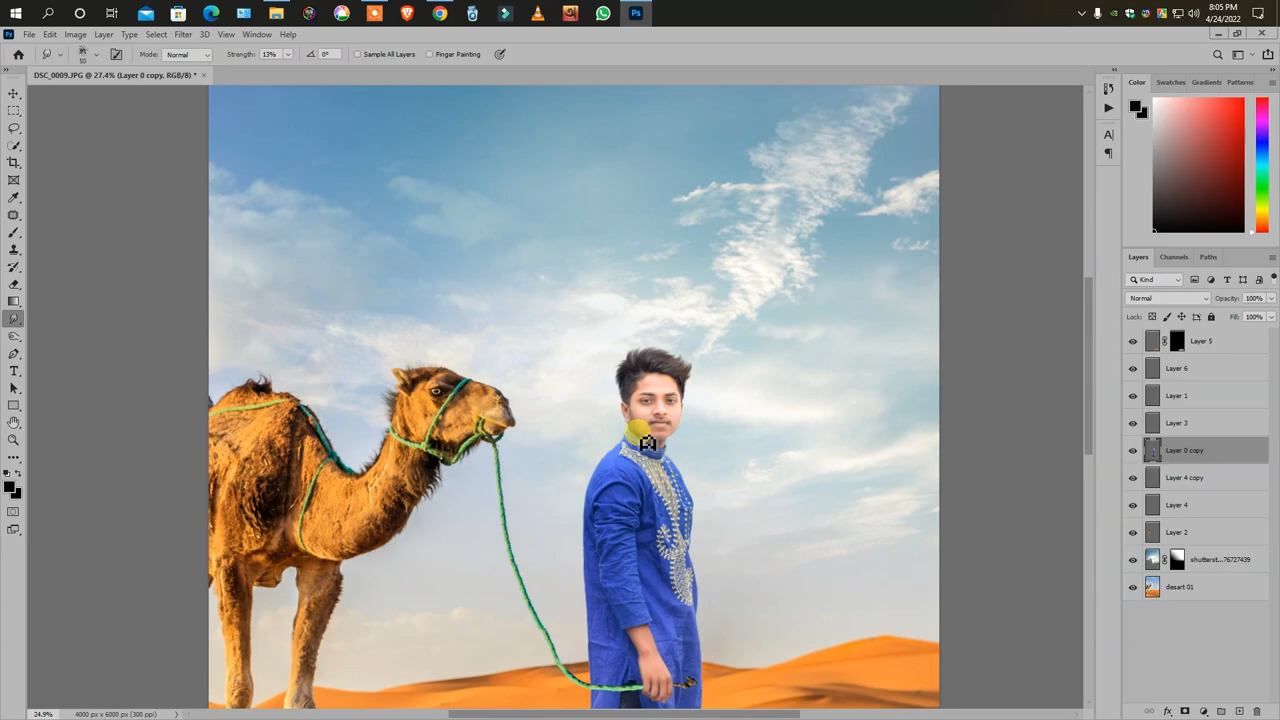 8:05 PM
4/24/2022
Ps
File Edit Image Layer Type Select Filter 3D View Window Help
50 Mode: Normal Strength: 13% 0° Sample All Layers Finger Painting
DSC_0009.JPG @ 27.4% (Layer 0 copy, RGB/8) * ×
Color Swatches Gradients Patterns
Layers Channels Paths
Kind
Normal Opacity: 100%
Lock: Fill: 100%
Layer 5
Layer 6
Layer 1
Layer 3
Layer 0 copy
Layer 4 copy
Layer 4
Layer 2
shutterst...76727439
desart 01
24.9% 4000 px x 6000 px (300 ppi)